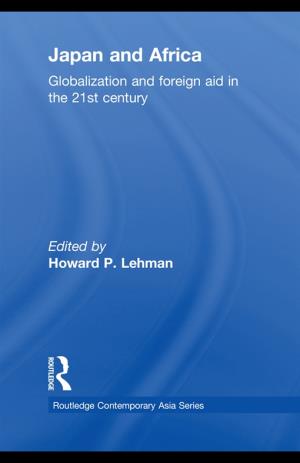 Japan and Africa
Globalization and foreign aid in
the 21st century
Edited by
Howard P. Lehman
Routledge Contemporary Asia Series